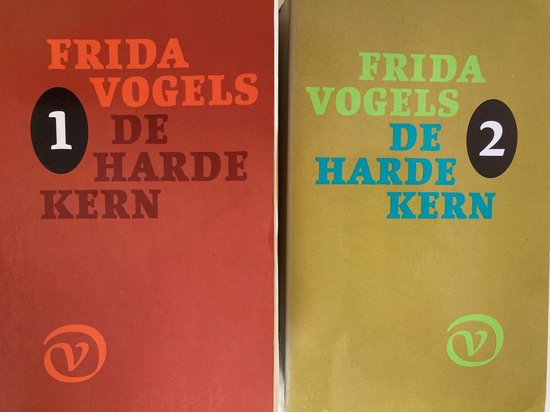 FRIDA
VOGELS
1 DE
HARDE
KERN
V
FRIDA
VOGELS
DE 2
HARDE
KERN
V